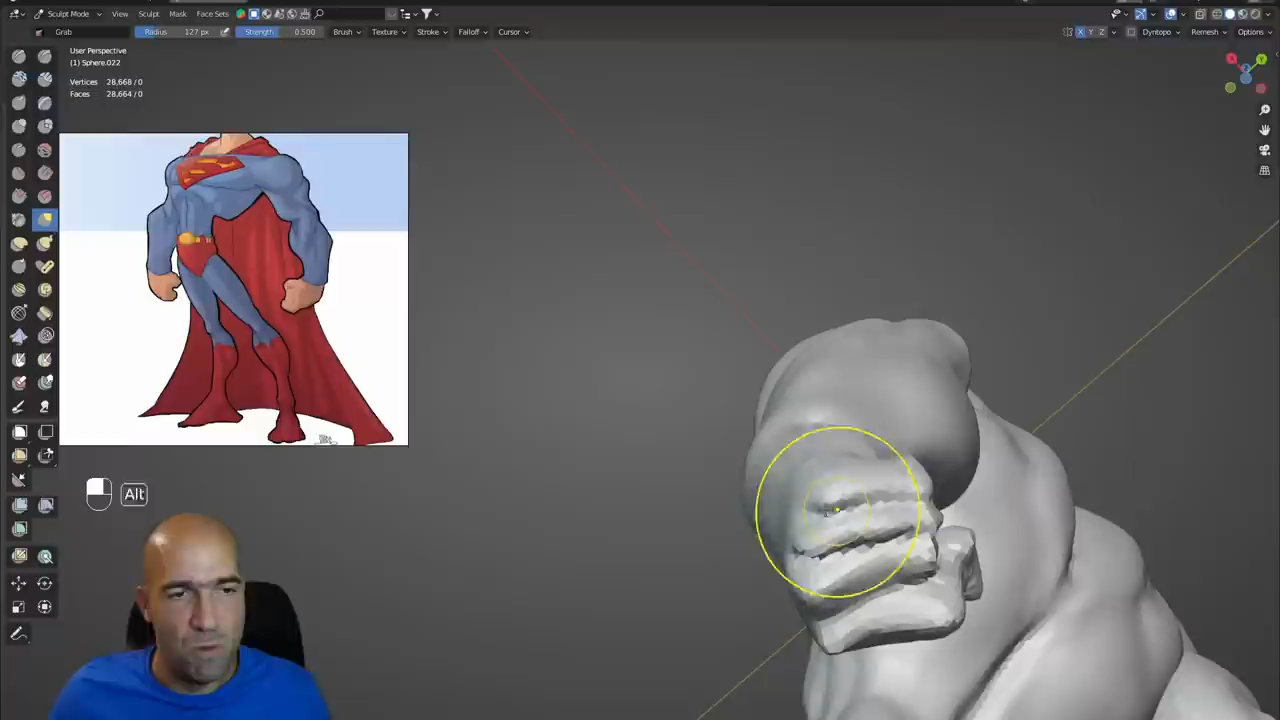 Sculpt Mode View Sculpt Mask Face Sets
Grab Radius 127 px Strength 0.500 Brush Texture Stroke Falloff Cursor X Y Z Dyntopo Remesh Options
User Perspective
(1) Sphere.022
Vertices 28,668 / 0
Faces 28,664 / 0
Alt